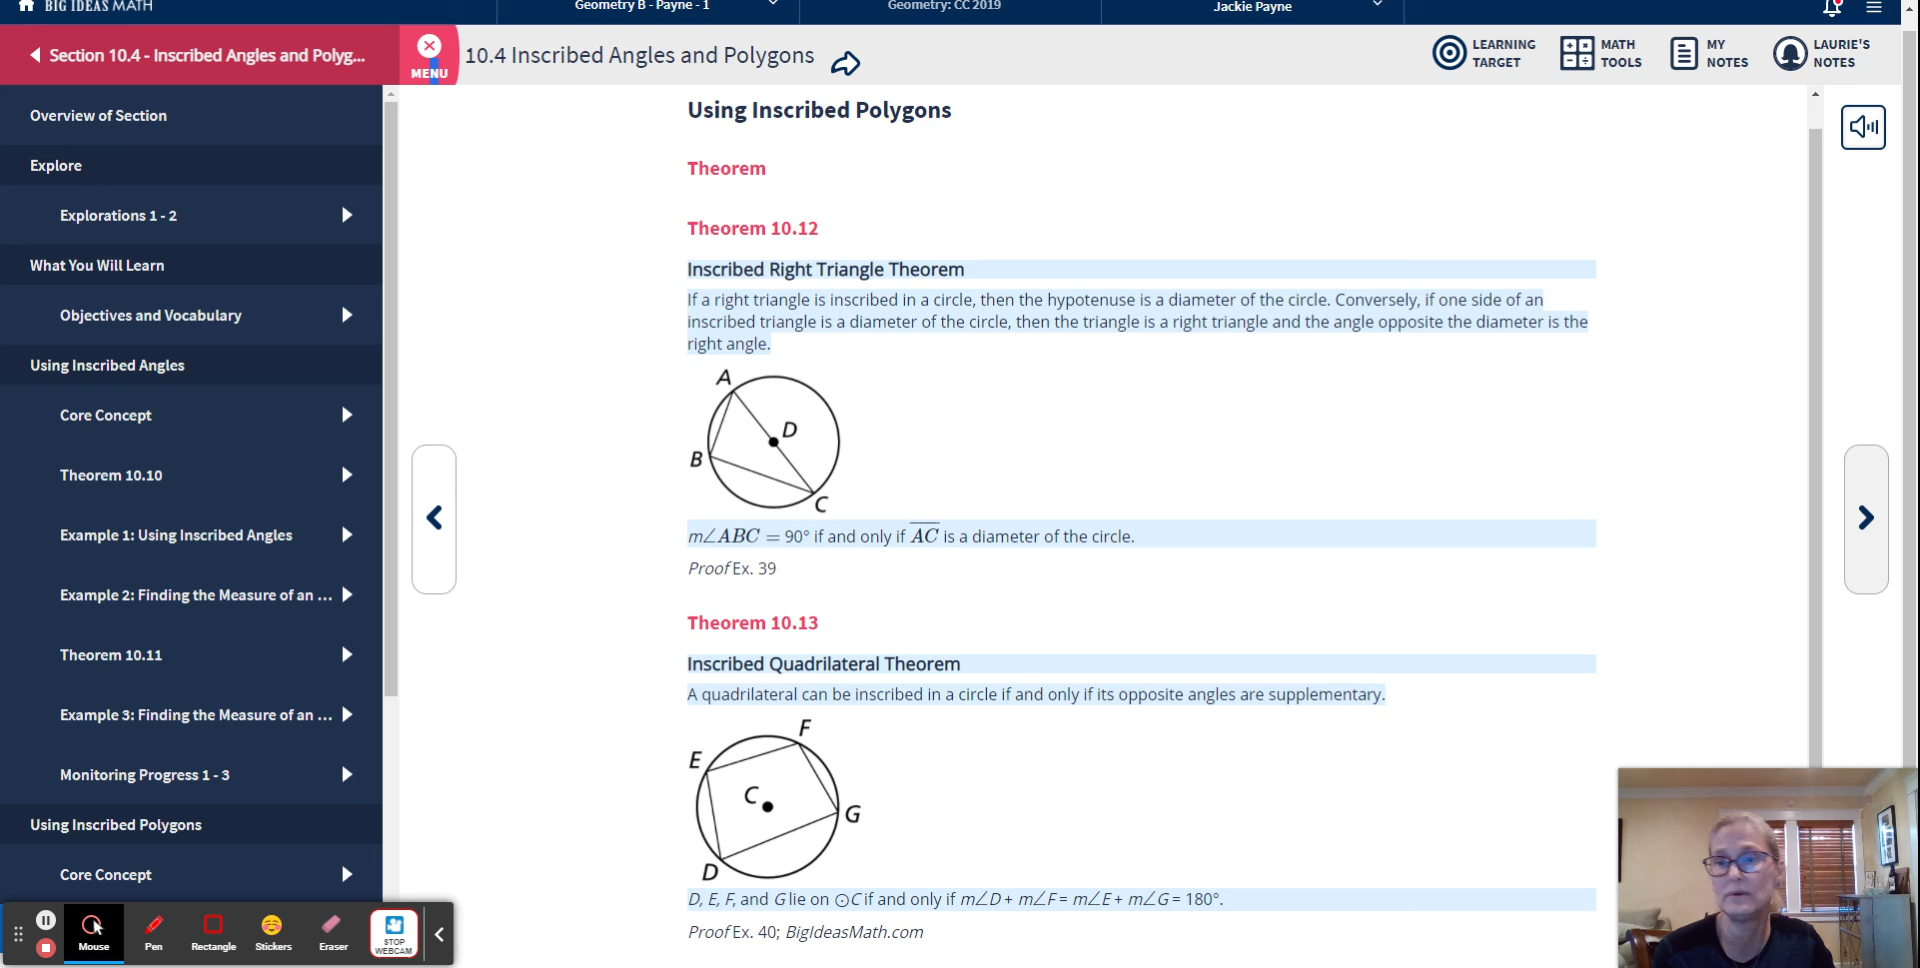 BIG IDEAS MATH
Geometry B - Payne - 1
Geometry: CC 2019
Jackie Payne
Section 10.4 - Inscribed Angles and Polyg...
MENU
10.4 Inscribed Angles and Polygons
LEARNING TARGET
MATH TOOLS
MY NOTES
LAURIE'S NOTES
Overview of Section
Explore
Explorations 1 - 2
What You Will Learn
Objectives and Vocabulary
Using Inscribed Angles
Core Concept
Theorem 10.10
Example 1: Using Inscribed Angles
Example 2: Finding the Measure of an ...
Theorem 10.11
Example 3: Finding the Measure of an ...
Monitoring Progress 1 - 3
Using Inscribed Polygons
Core Concept
Using Inscribed Polygons
Theorem
Theorem 10.12
Inscribed Right Triangle Theorem
If a right triangle is inscribed in a circle, then the hypotenuse is a diameter of the circle. Conversely, if one side of an
inscribed triangle is a diameter of the circle, then the triangle is a right triangle and the angle opposite the diameter is the
right angle.
A
D
B
C
m∠ABC = 90° if and only if A̅C̅ is a diameter of the circle.
Proof Ex. 39
Theorem 10.13
Inscribed Quadrilateral Theorem
A quadrilateral can be inscribed in a circle if and only if its opposite angles are supplementary.
F
E
C
G
D
D, E, F, and G lie on ⊙C if and only if m∠D + m∠F = m∠E + m∠G = 180°.
Proof Ex. 40; BigIdeasMath.com
Mouse
Pen
Rectangle
Stickers
Eraser
STOP WEBCAM